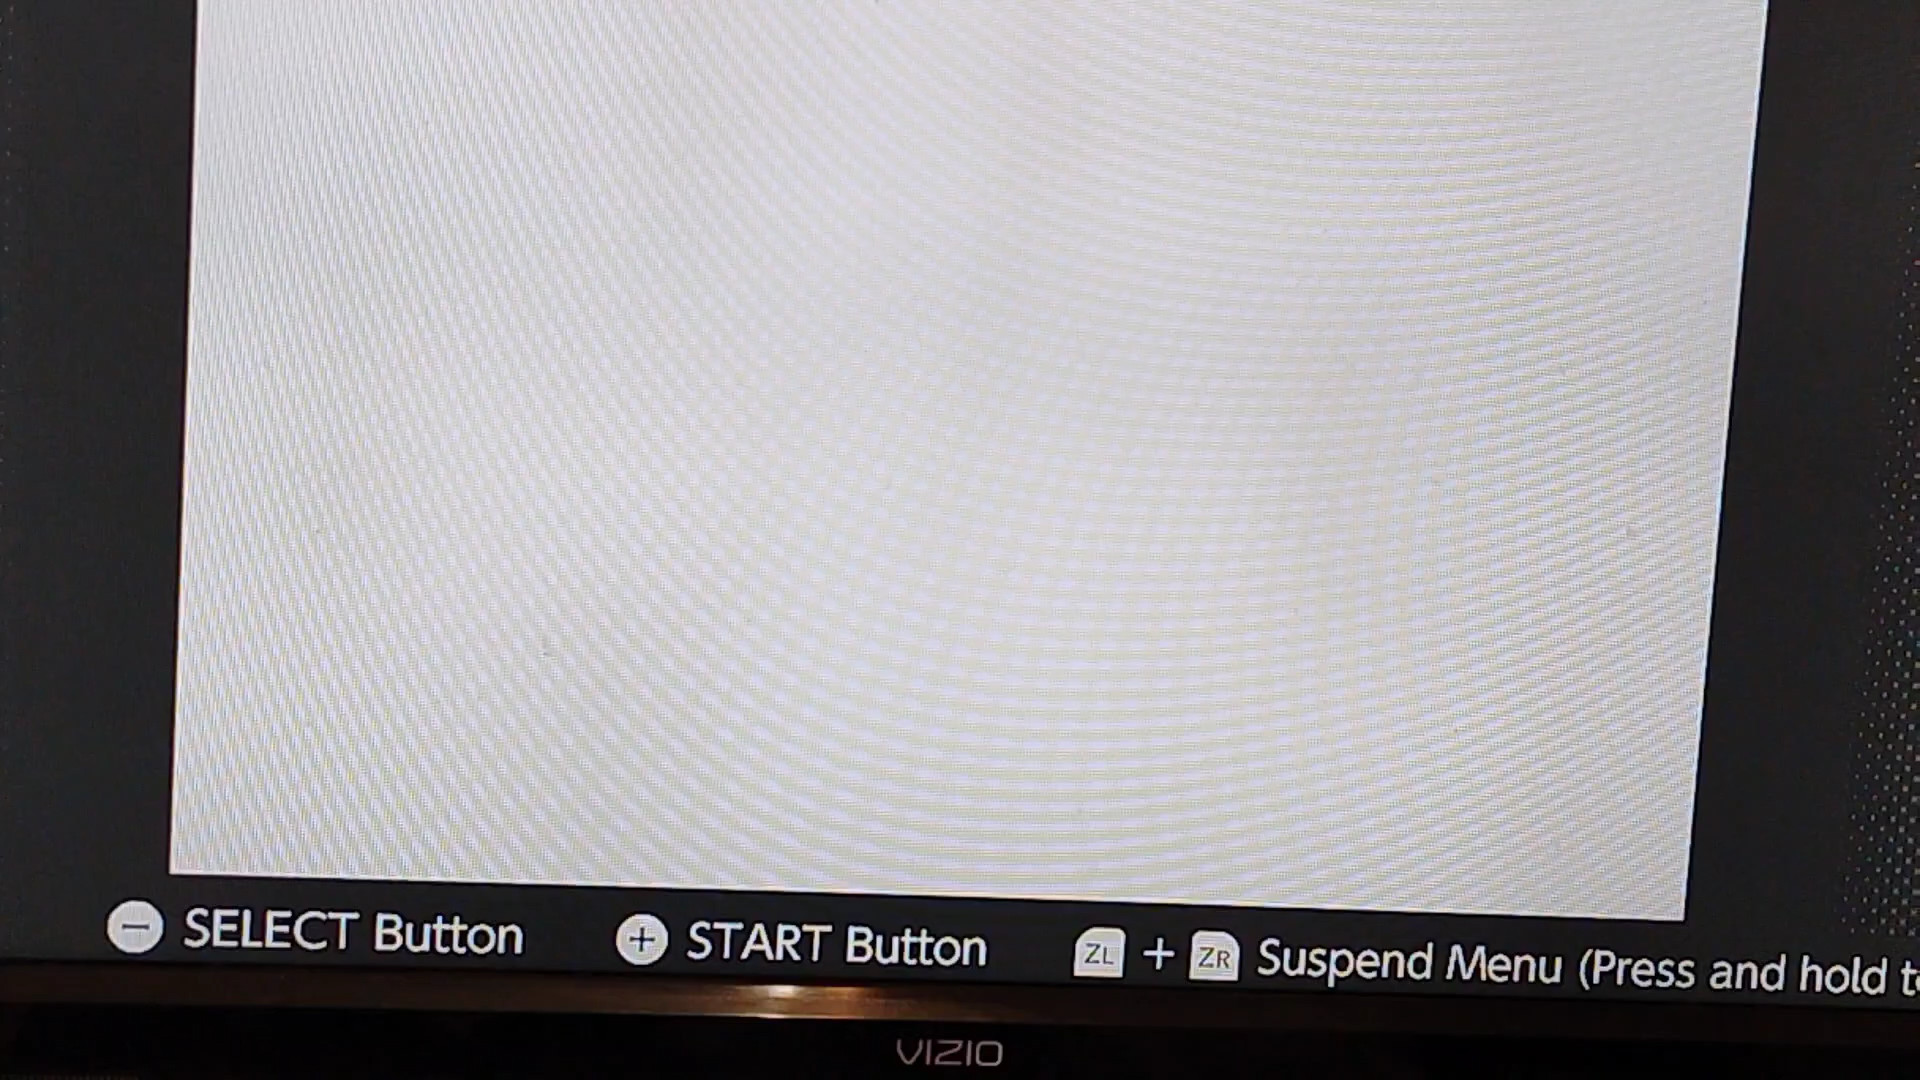 − SELECT Button + START Button ZL + ZR Suspend Menu (Press and hold
VIZIO